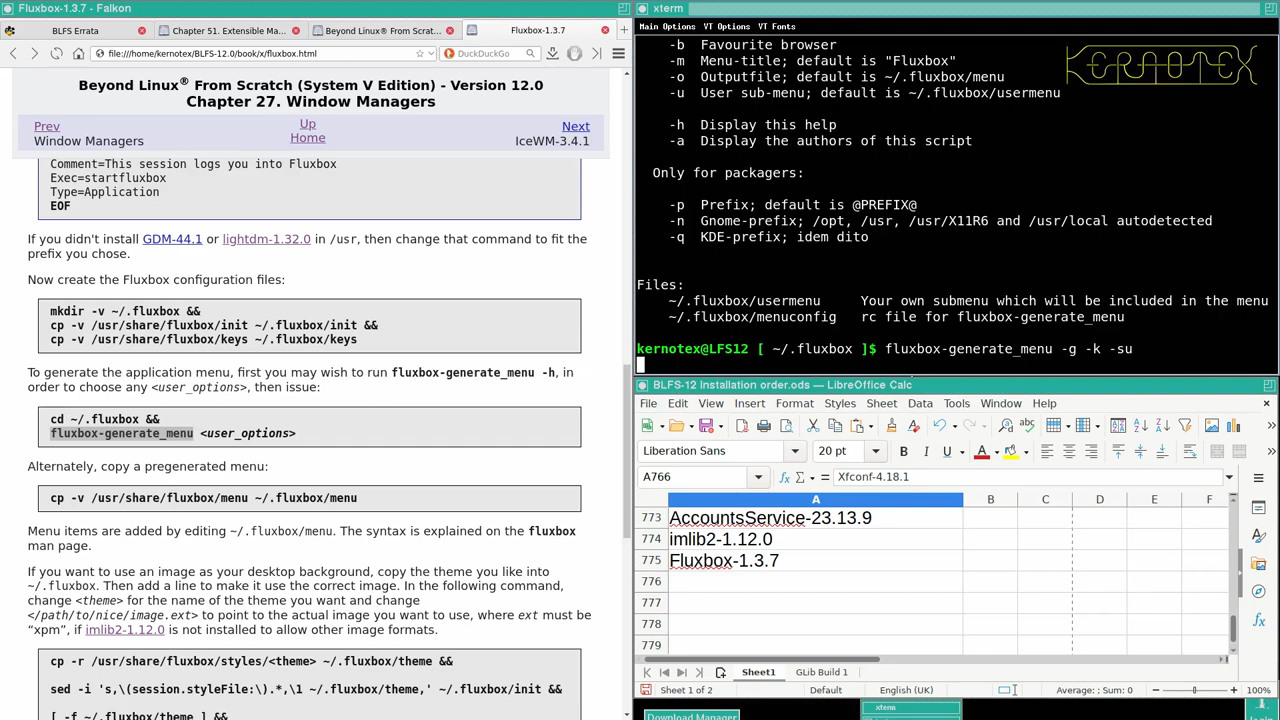 Fluxbox-1.3.7 - Falkon
BLFS Errata
Chapter 51. Extensible Ma...
Beyond Linux® From Scrat...
Fluxbox-1.3.7
file:///home/kernotex/BLFS-12.0/book/x/fluxbox.html
DuckDuckGo
Beyond Linux® From Scratch (System V Edition) - Version 12.0
Chapter 27. Window Managers
Prev
Up
Next
Window Managers
Home
IceWM-3.4.1
Comment=This session logs you into Fluxbox
Exec=startfluxbox
Type=Application
EOF
If you didn't install GDM-44.1 or lightdm-1.32.0 in /usr, then change that command to fit the
prefix you chose.
Now create the Fluxbox configuration files:
mkdir -v ~/.fluxbox &&
cp -v /usr/share/fluxbox/init ~/.fluxbox/init &&
cp -v /usr/share/fluxbox/keys ~/.fluxbox/keys
To generate the application menu, first you may wish to run fluxbox-generate_menu -h, in
order to choose any <user_options>, then issue:
cd ~/.fluxbox &&
fluxbox-generate_menu <user_options>
Alternately, copy a pregenerated menu:
cp -v /usr/share/fluxbox/menu ~/.fluxbox/menu
Menu items are added by editing ~/.fluxbox/menu. The syntax is explained on the fluxbox
man page.
If you want to use an image as your desktop background, copy the theme you like into
~/.fluxbox. Then add a line to make it use the correct image. In the following command,
change <theme> for the name of the theme you want and change
</path/to/nice/image.ext> to point to the actual image you want to use, where ext must be
“xpm”, if imlib2-1.12.0 is not installed to allow other image formats.
cp -r /usr/share/fluxbox/styles/<theme> ~/.fluxbox/theme &&
sed -i 's,\(session.styleFile:\).*,\1 ~/.fluxbox/theme,' ~/.fluxbox/init &&
[ -f ~/.fluxbox/theme ] &&
xterm
Main Options VT Options VT Fonts
-b Favourite browser
-m Menu-title; default is "Fluxbox"
-o Outputfile; default is ~/.fluxbox/menu
-u User sub-menu; default is ~/.fluxbox/usermenu
KERNOTEX
-h Display this help
-a Display the authors of this script
Only for packagers:
-p Prefix; default is @PREFIX@
-n Gnome-prefix; /opt, /usr, /usr/X11R6 and /usr/local autodetected
-q KDE-prefix; idem dito
Files:
~/.fluxbox/usermenu Your own submenu which will be included in the menu
~/.fluxbox/menuconfig rc file for fluxbox-generate_menu
kernotex@LFS12 [ ~/.fluxbox ]$ fluxbox-generate_menu -g -k -su
BLFS-12 Installation order.ods — LibreOffice Calc
File Edit View Insert Format Styles Sheet Data Tools Window Help
Liberation Sans
20 pt
A766
Xfconf-4.18.1
A B C D E F
773 AccountsService-23.13.9
774 imlib2-1.12.0
775 Fluxbox-1.3.7
776
777
778
779
Sheet1
GLib Build 1
Sheet 1 of 2
Default
English (UK)
Average: ; Sum: 0
100%
Download Manager
xterm